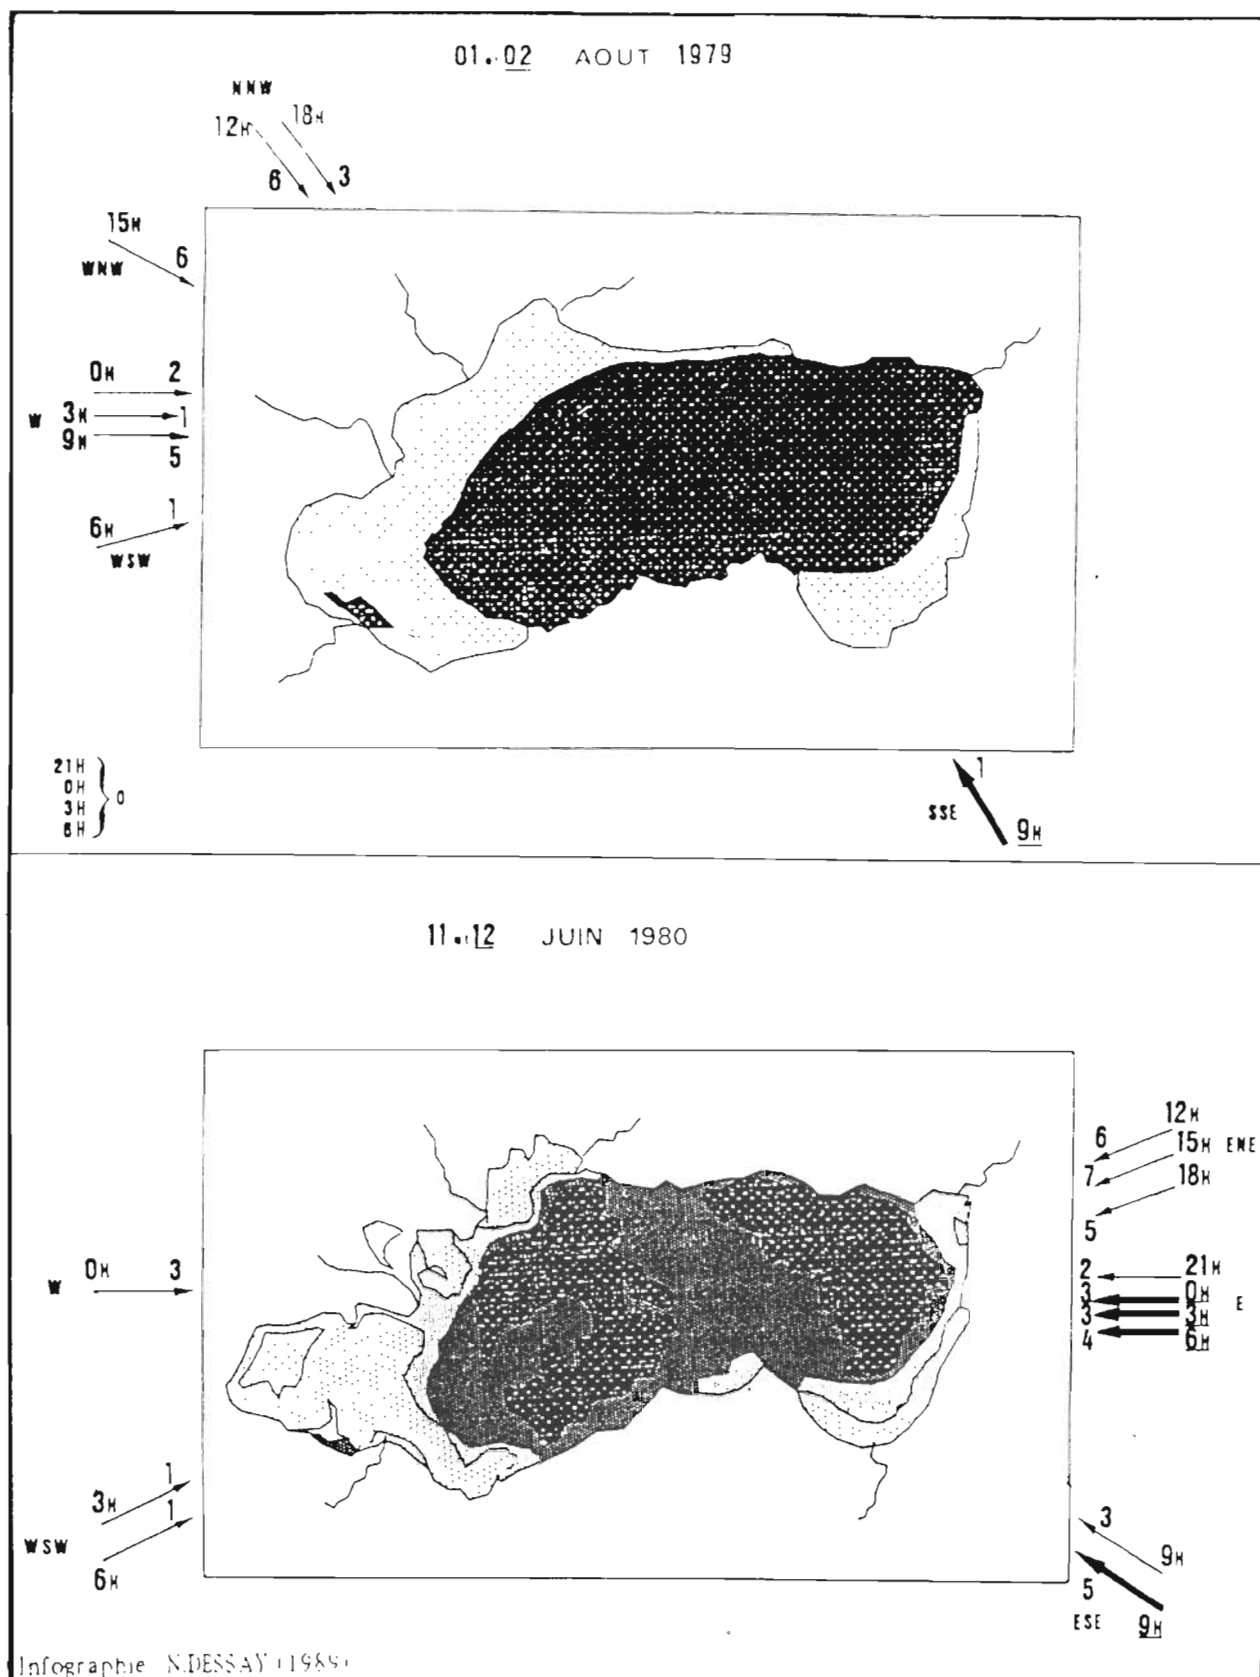 01.02 AOUT 1979
NNW
12H 18H
6 3
15H 6
WNW
0H 2
W 3H 1
9H 5
6H 1
WSW
21H
0H
3H
6H
0
1
SSE
9H
11.12 JUIN 1980
12H
6
15H ENE
7
18H
5
W 0H 3
2 21H
3 0H E
3 3H
4 6H
1
3H
1
WSW
6H
3
9H
5
ESE 9H
Infographie N.DESSAY (1989)